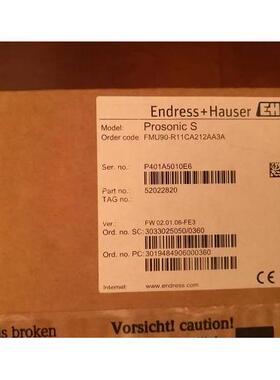 Endress+Hauser EH
Model: Prosonic S
Order code: FMU90-R11CA212AA3A
Ser. no.: P401A5010E6
Part no.: 52022820
TAG no.:
Ver.: FW 02.01.06-FE3
Ord. no. SC: 3033025050/0360
Ord. no. PC: 3019484906000360
Internet: www.endress.com
CE
s broken
Vorsicht! caution!